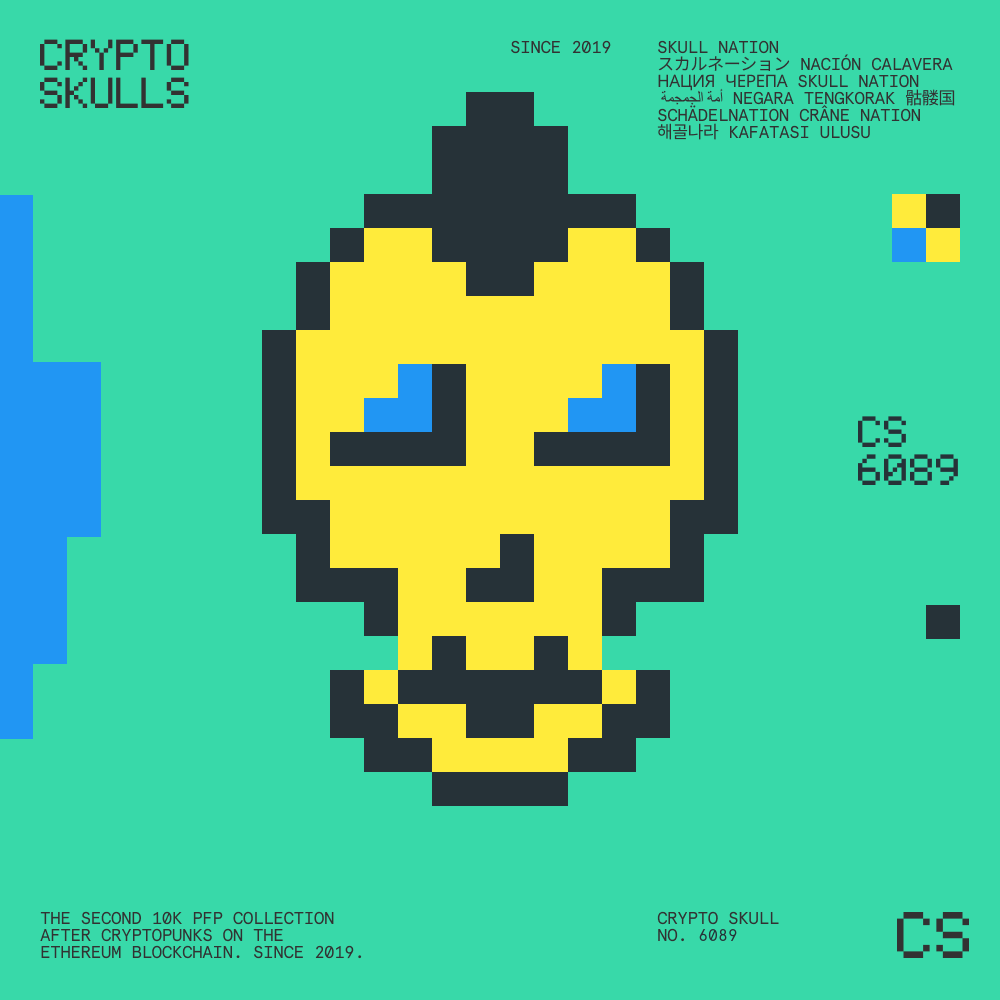 CRYPTO
SKULLS
SINCE 2019
SKULL NATION
スカルネーション NACIÓN CALAVERA
НАЦИЯ ЧЕРЕПА SKULL NATION
أمة الجمجمة NEGARA TENGKORAK 骷髅国
SCHÄDELNATION CRÂNE NATION
해골나라 KAFATASI ULUSU
CS
6089
THE SECOND 10K PFP COLLECTION
AFTER CRYPTOPUNKS ON THE
ETHEREUM BLOCKCHAIN. SINCE 2019.
CRYPTO SKULL
NO. 6089
CS